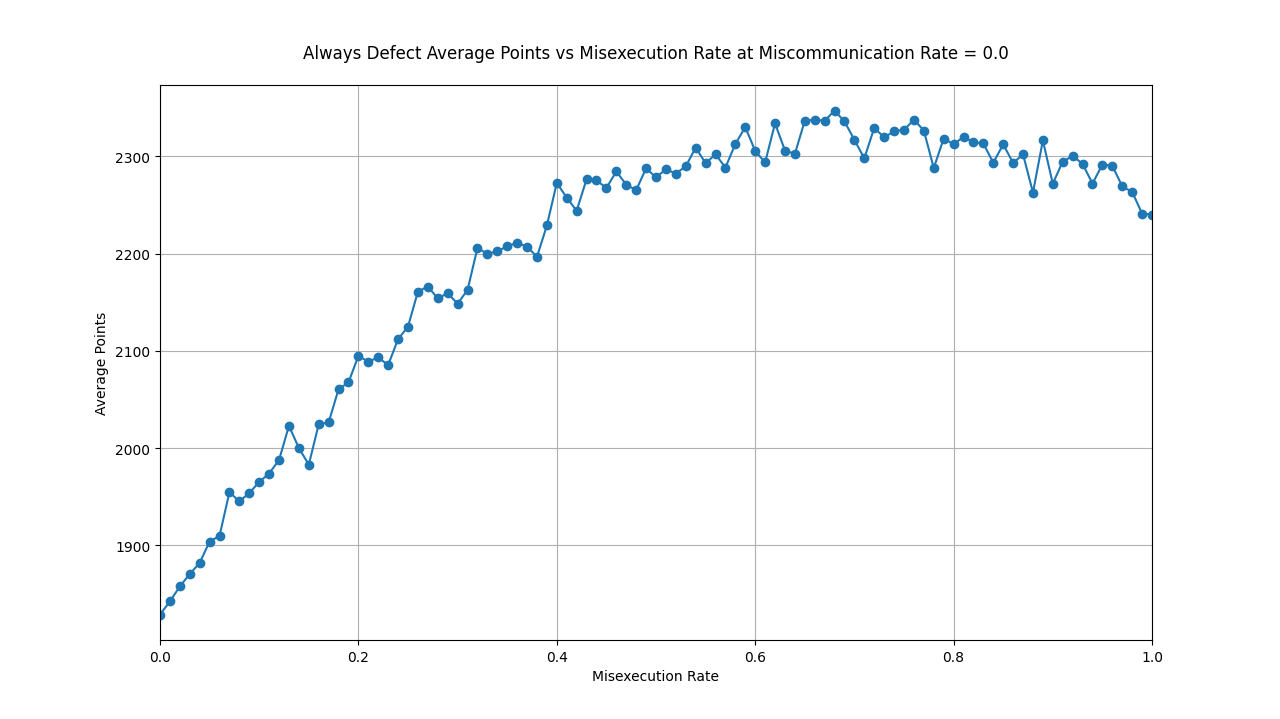 Always Defect Average Points vs Misexecution Rate at Miscommunication Rate = 0.0
Average Points
2300
2200
2100
2000
1900
0.0 0.2 0.4 0.6 0.8 1.0
Misexecution Rate